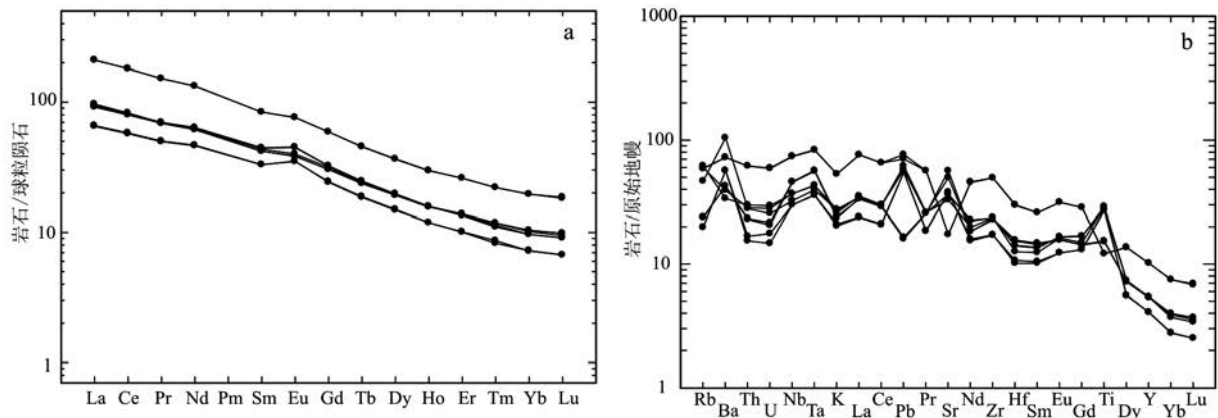 a
岩石/球粒陨石
100
10
1
La Ce Pr Nd Pm Sm Eu Gd Tb Dy Ho Er Tm Yb Lu
b
岩石/原始地幔
1000
100
10
1
Rb Ba Th U Nb Ta K La Ce Pb Pr Sr Nd Zr Hf Sm Eu Gd Ti Dy Y Yb Lu